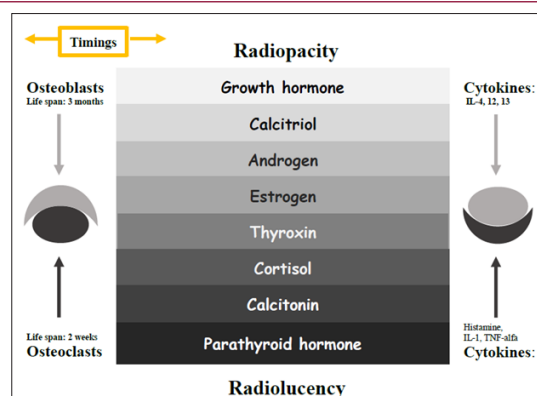 Timings
Radiopacity
Osteoblasts
Life span: 3 months
Growth hormone
Calcitriol
Androgen
Estrogen
Thyroxin
Cortisol
Calcitonin
Parathyroid hormone
Cytokines:
IL-4, 12, 13
Life span: 2 weeks
Osteoclasts
Histamine,
IL-1, TNF-alfa
Cytokines:
Radiolucency